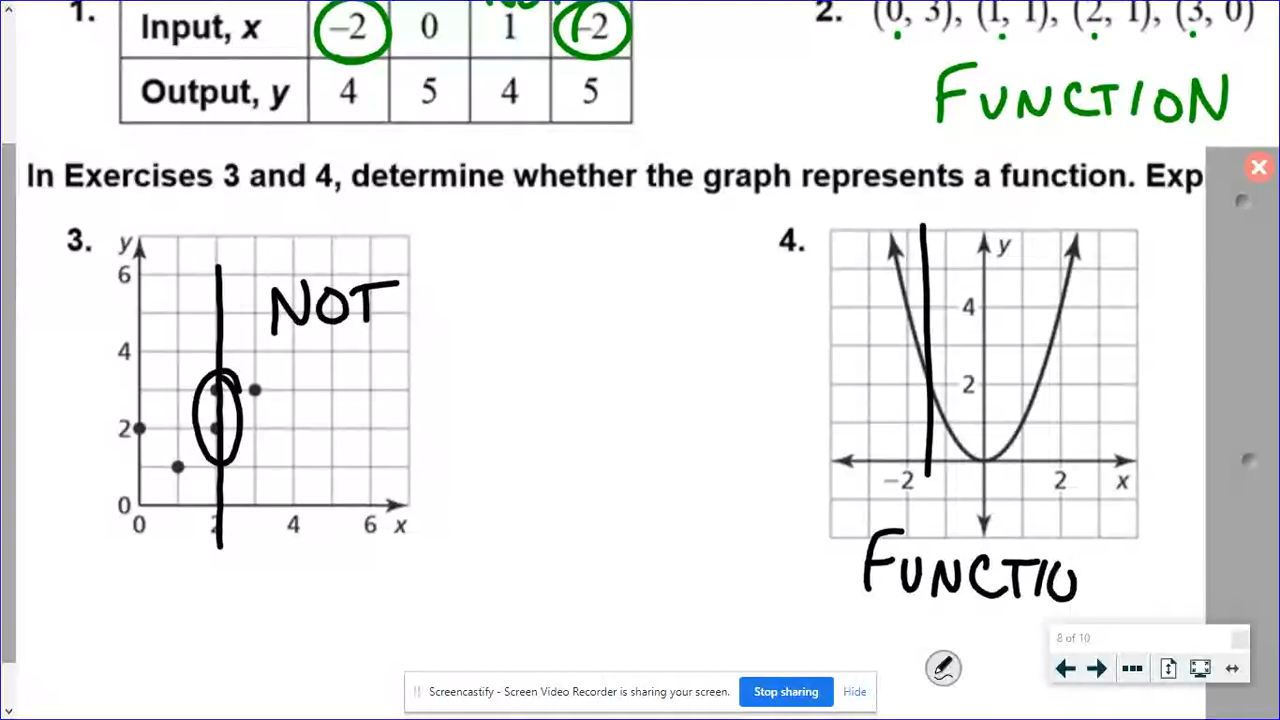 1.
Input, x −2 0 1 −2
Output, y 4 5 4 5
2. (0, 3), (1, 1), (2, 1), (3, 0)
FUNCTION
In Exercises 3 and 4, determine whether the graph represents a function. Exp
3.
y
6
4
2
0
0 4 6 x
NOT
4.
y
4
2
−2 2 x
FUNCTIO
8 of 10
Screencastify - Screen Video Recorder is sharing your screen. Stop sharing Hide